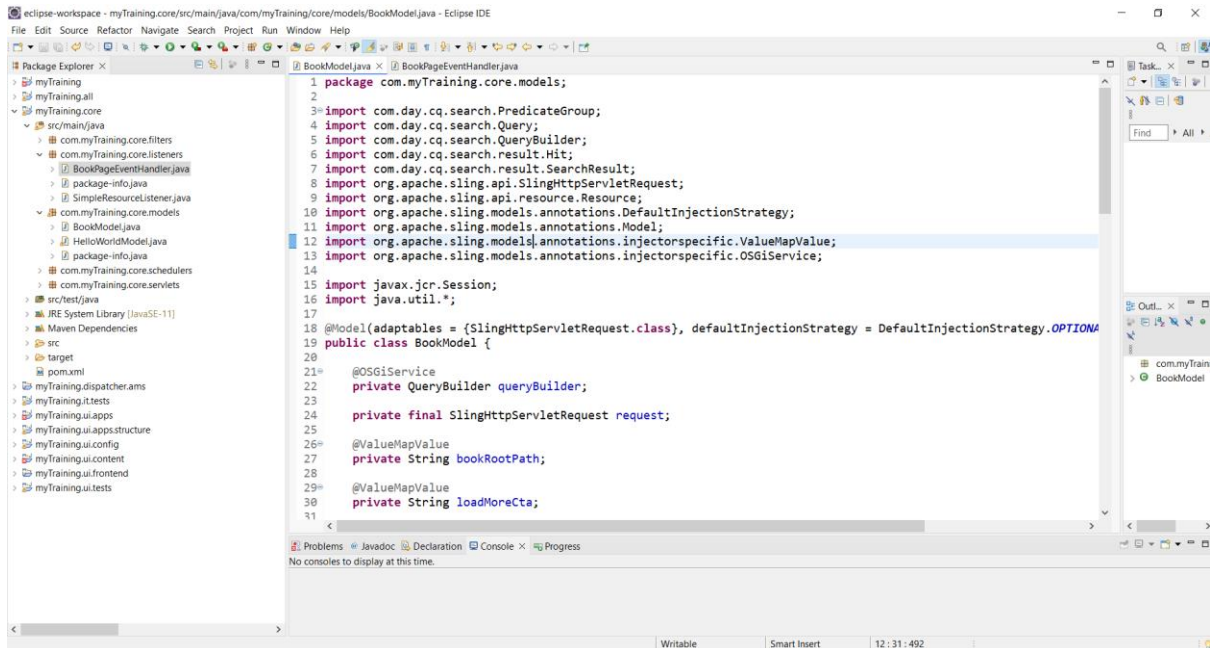 eclipse-workspace - myTraining.core/src/main/java/com/myTraining/core/models/BookModel.java - Eclipse IDE
File Edit Source Refactor Navigate Search Project Run Window Help
Package Explorer
myTraining
myTraining.all
myTraining.core
src/main/java
com.myTraining.core.filters
com.myTraining.core.listeners
BookPageEventHandler.java
package-info.java
SimpleResourceListener.java
com.myTraining.core.models
BookModel.java
HelloWorldModel.java
package-info.java
com.myTraining.core.schedulers
com.myTraining.core.servlets
src/test/java
JRE System Library [JavaSE-11]
Maven Dependencies
src
target
pom.xml
myTraining.dispatcher.ams
myTraining.it.tests
myTraining.ui.apps
myTraining.ui.apps.structure
myTraining.ui.config
myTraining.ui.content
myTraining.ui.frontend
myTraining.ui.tests
BookModel.java BookPageEventHandler.java
1 package com.myTraining.core.models;
2
3 import com.day.cq.search.PredicateGroup;
4 import com.day.cq.search.Query;
5 import com.day.cq.search.QueryBuilder;
6 import com.day.cq.search.result.Hit;
7 import com.day.cq.search.result.SearchResult;
8 import org.apache.sling.api.SlingHttpServletRequest;
9 import org.apache.sling.api.resource.Resource;
10 import org.apache.sling.models.annotations.DefaultInjectionStrategy;
11 import org.apache.sling.models.annotations.Model;
12 import org.apache.sling.models.annotations.injectorspecific.ValueMapValue;
13 import org.apache.sling.models.annotations.injectorspecific.OSGiService;
14
15 import javax.jcr.Session;
16 import java.util.*;
17
18 @Model(adaptables = {SlingHttpServletRequest.class}, defaultInjectionStrategy = DefaultInjectionStrategy.OPTIONA
19 public class BookModel {
20
21 @OSGiService
22 private QueryBuilder queryBuilder;
23
24 private final SlingHttpServletRequest request;
25
26 @ValueMapValue
27 private String bookRootPath;
28
29 @ValueMapValue
30 private String loadMoreCta;
31
Task...
Find All
Outl...
com.myTrain
BookModel
Problems Javadoc Declaration Console Progress
No consoles to display at this time.
Writable Smart Insert 12 : 31 : 492